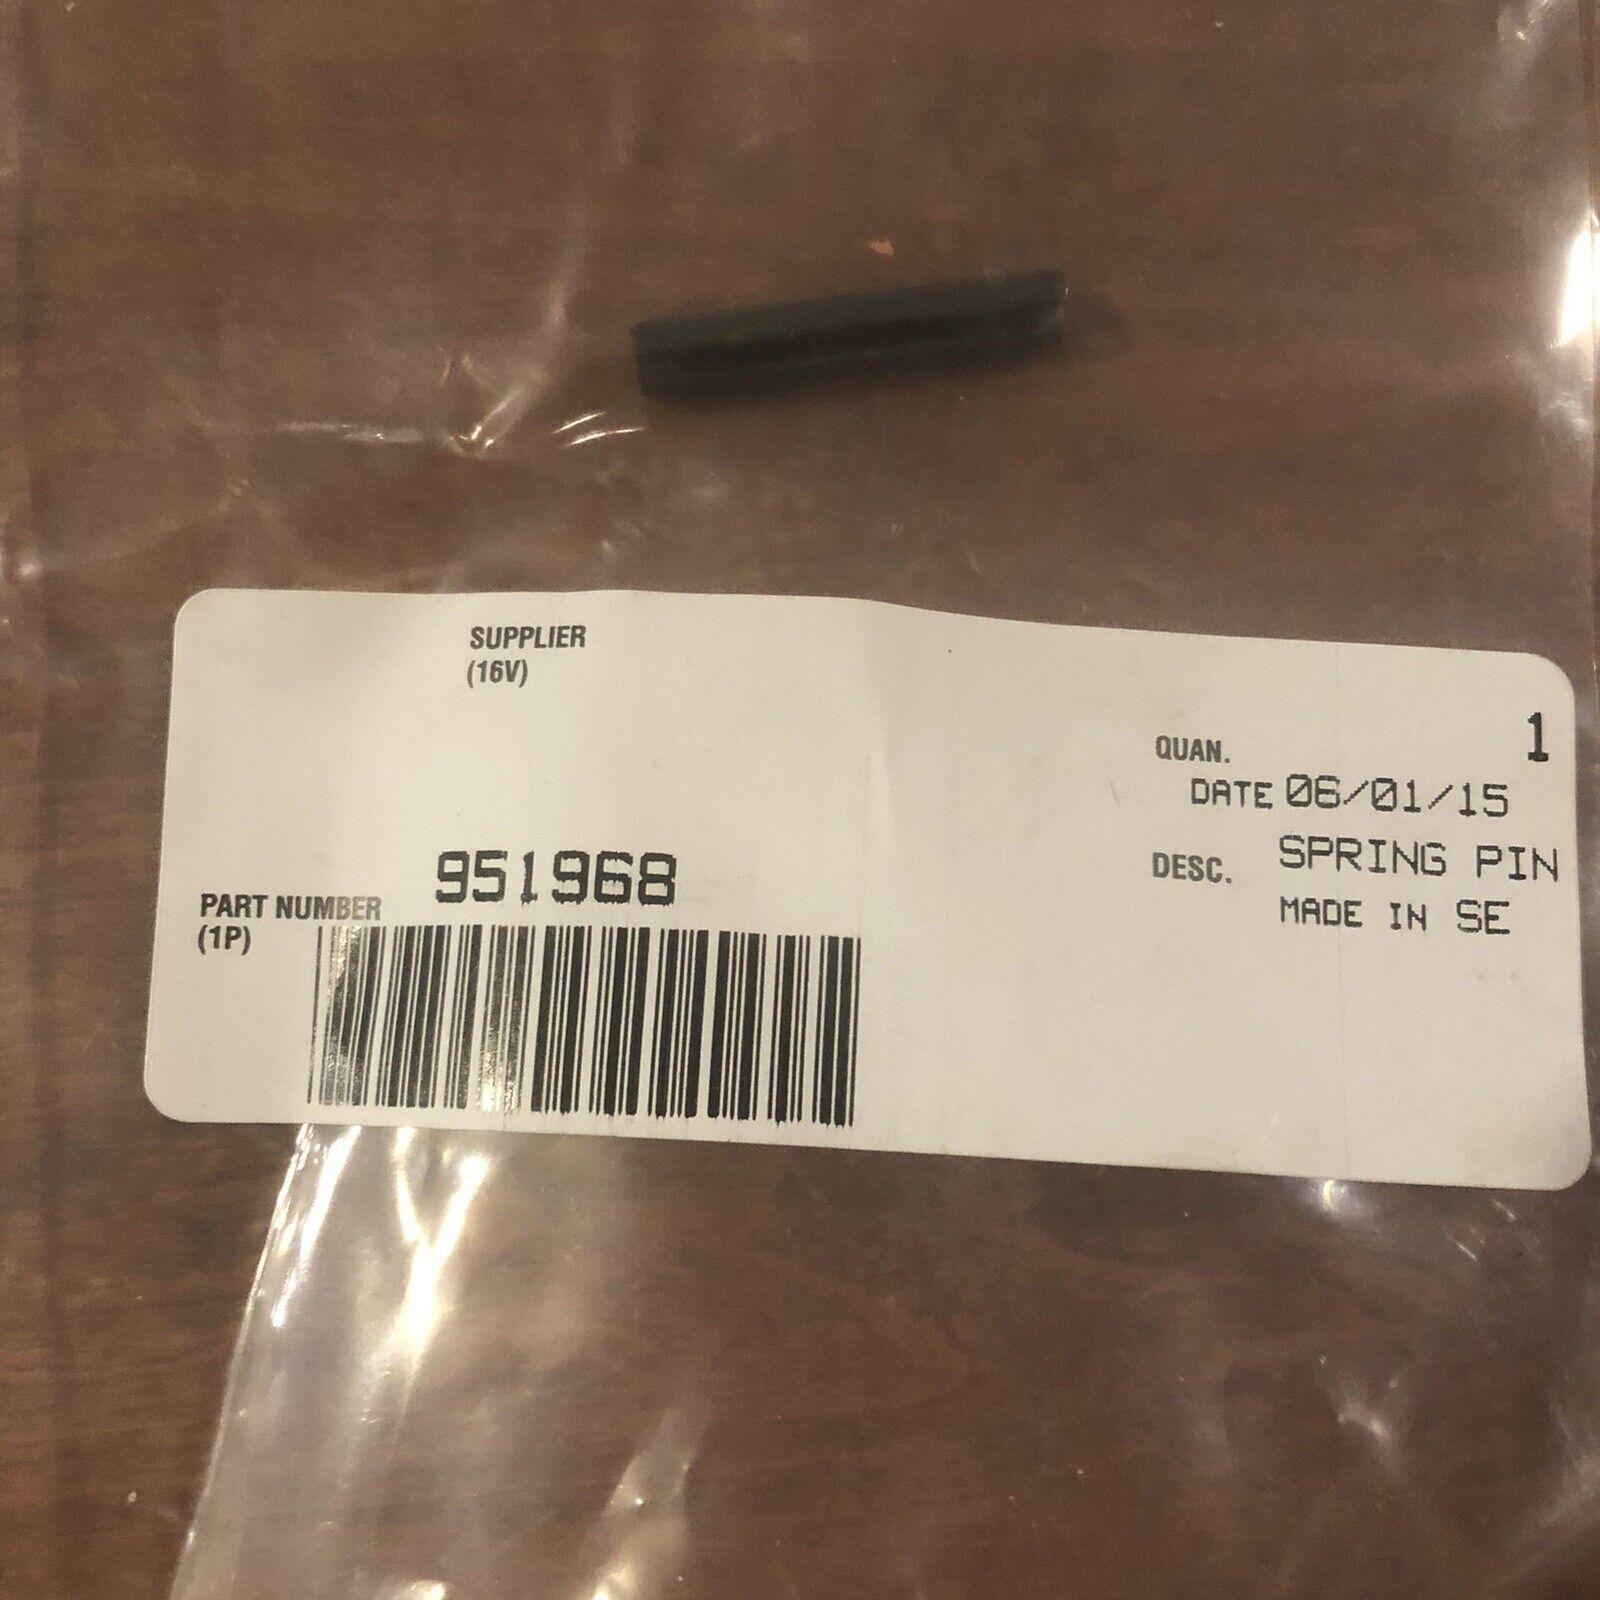 SUPPLIER
(16V)
QUAN. 1
DATE 06/01/15
951968
DESC. SPRING PIN
PART NUMBER
(1P)
MADE IN SE